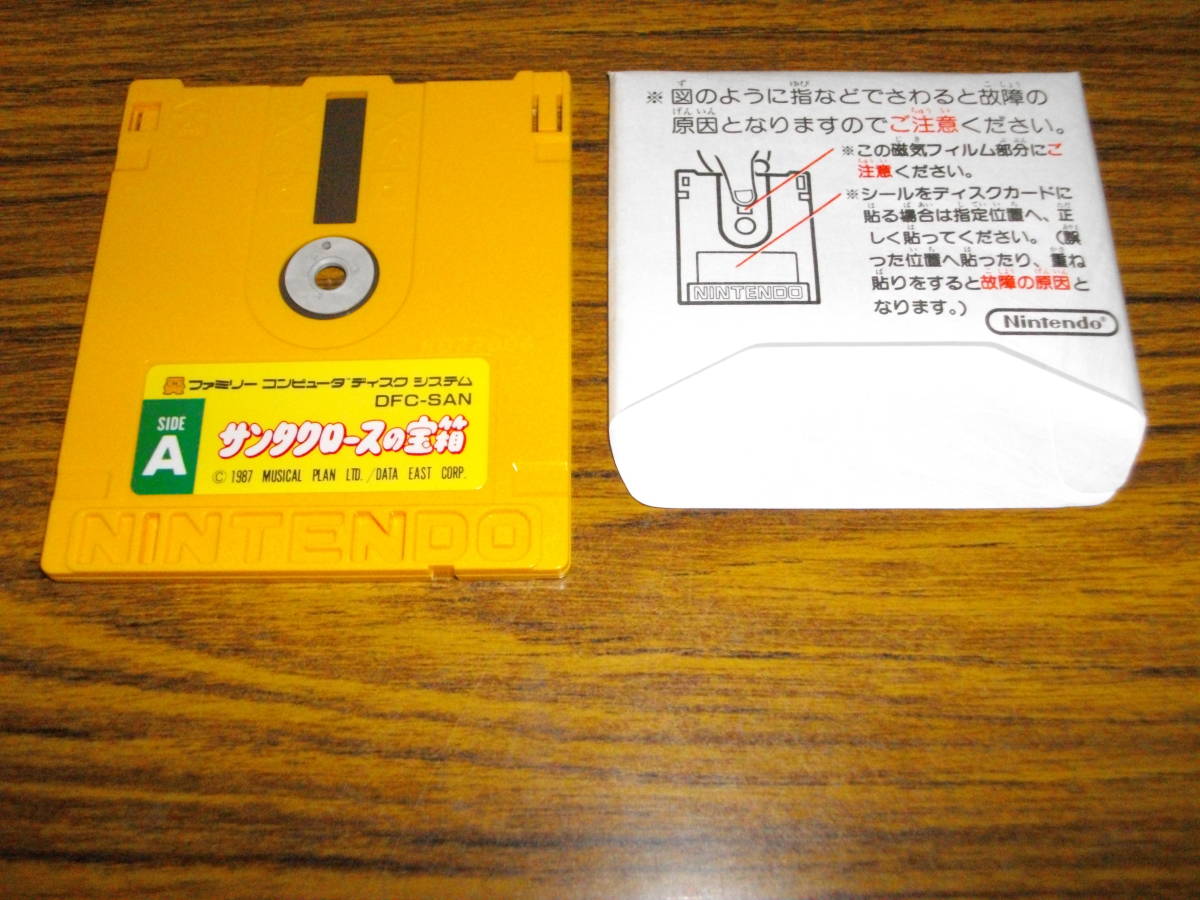 ファミリー コンピュータ™ディスク システム
DFC-SAN
SIDE
A
サンタクロースの宝箱
© 1987 MUSICAL PLAN LTD. / DATA EAST CORP.
NINTENDO
※図のように指などでさわると故障の
原因となりますのでご注意ください。
※この磁気フィルム部分にご
注意ください。
※シールをディスクカードに
貼る場合は指定位置へ、正
しく貼ってください。(誤
った位置へ貼ったり、重ね
貼りをすると故障の原因と
なります。)
NINTENDO
Nintendo®